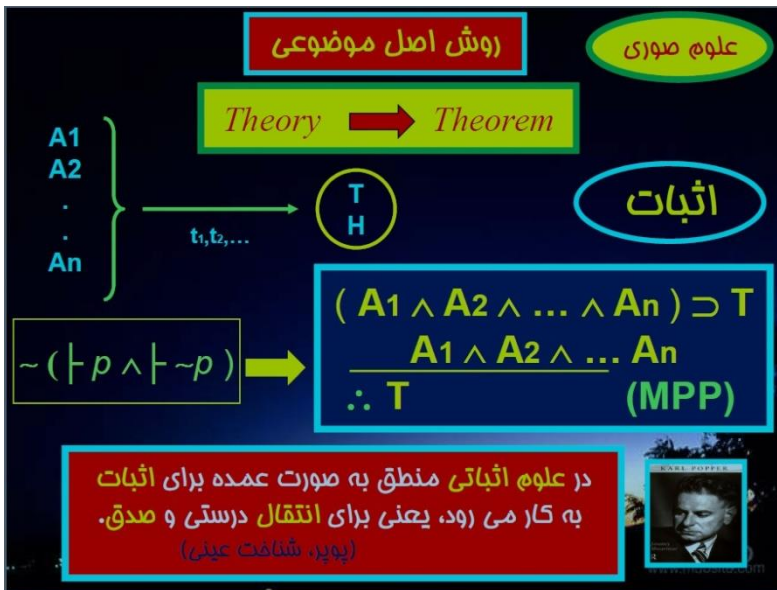 روش اصل موضوعی
علوم صوری
Theory Theorem
A1
A2
.
.
An
t₁,t₂,…
T
H
اثبات
( A1 ∧ A2 ∧ … ∧ An ) ⊃ T
A1 ∧ A2 ∧ … An
∴ T (MPP)
~ (├ p ∧ ├ ~p )
در علوم اثباتی منطق به صورت عمده برای اثبات
به کار می رود، یعنی برای انتقال درستی و صدق.
(پوپر، شناخت عینی)
KARL POPPER